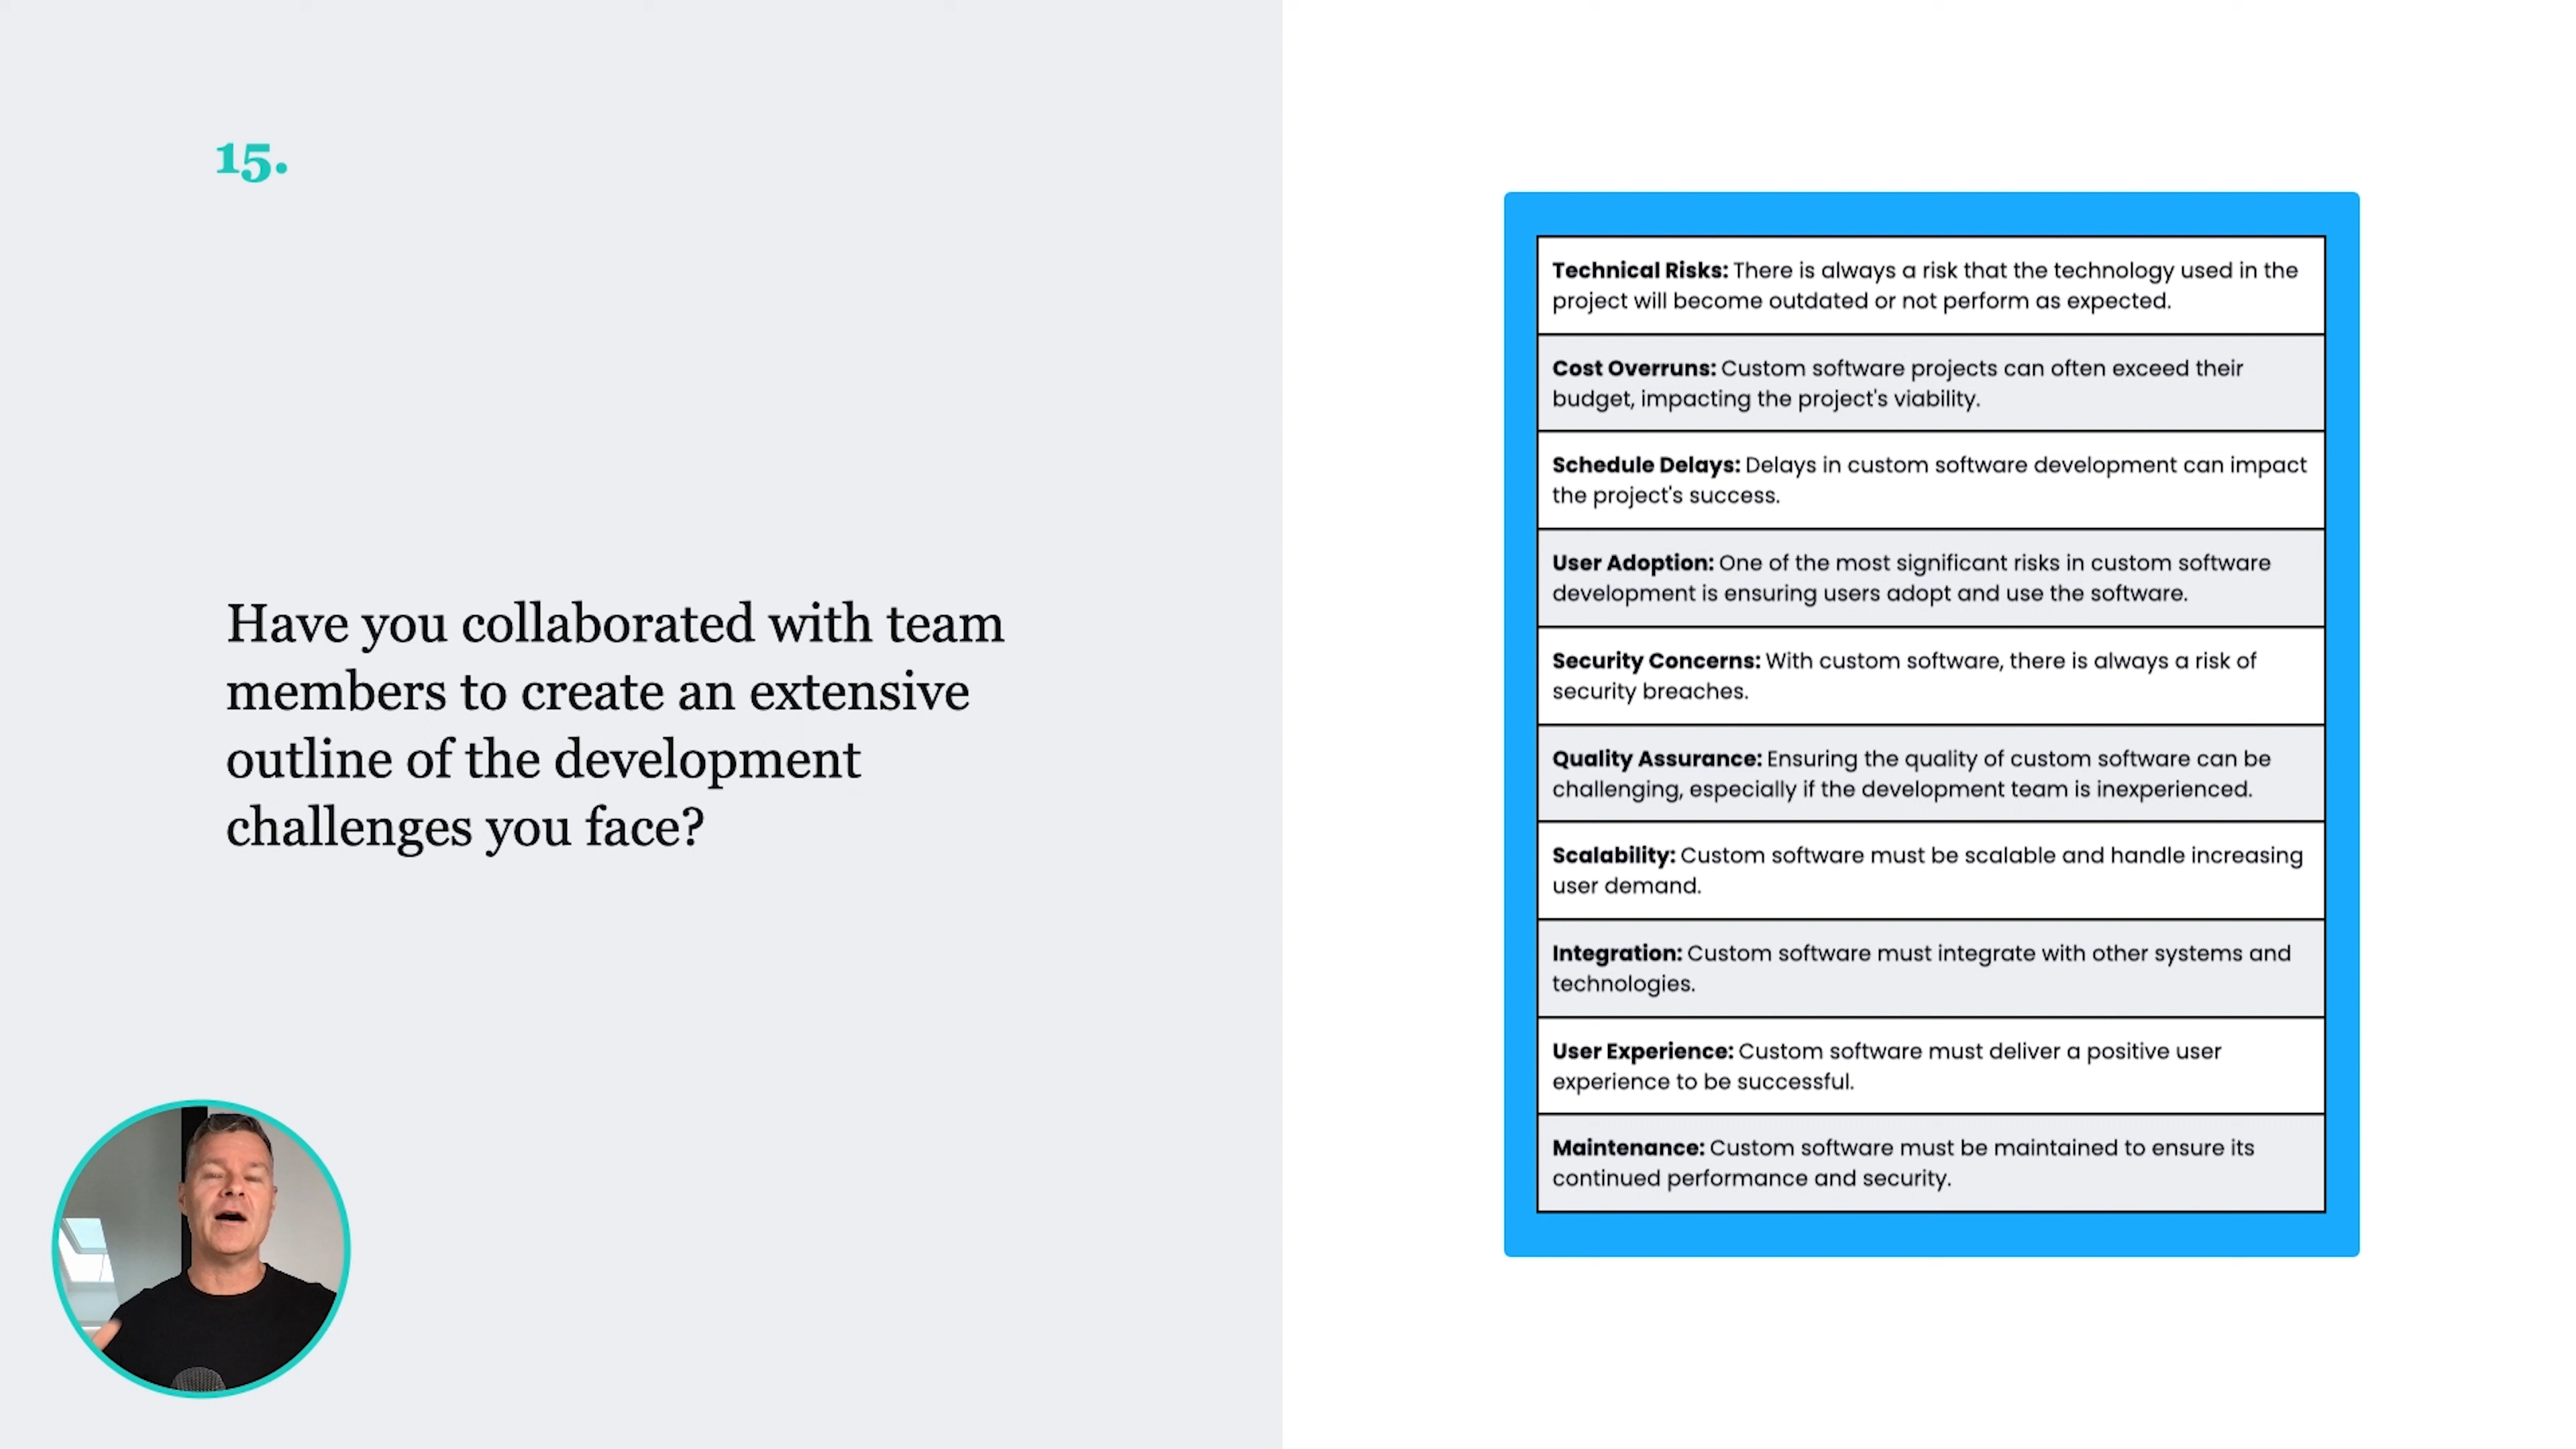 15.
Have you collaborated with team
members to create an extensive
outline of the development
challenges you face?
Technical Risks: There is always a risk that the technology used in the
project will become outdated or not perform as expected.
Cost Overruns: Custom software projects can often exceed their
budget, impacting the project's viability.
Schedule Delays: Delays in custom software development can impact
the project's success.
User Adoption: One of the most significant risks in custom software
development is ensuring users adopt and use the software.
Security Concerns: With custom software, there is always a risk of
security breaches.
Quality Assurance: Ensuring the quality of custom software can be
challenging, especially if the development team is inexperienced.
Scalability: Custom software must be scalable and handle increasing
user demand.
Integration: Custom software must integrate with other systems and
technologies.
User Experience: Custom software must deliver a positive user
experience to be successful.
Maintenance: Custom software must be maintained to ensure its
continued performance and security.